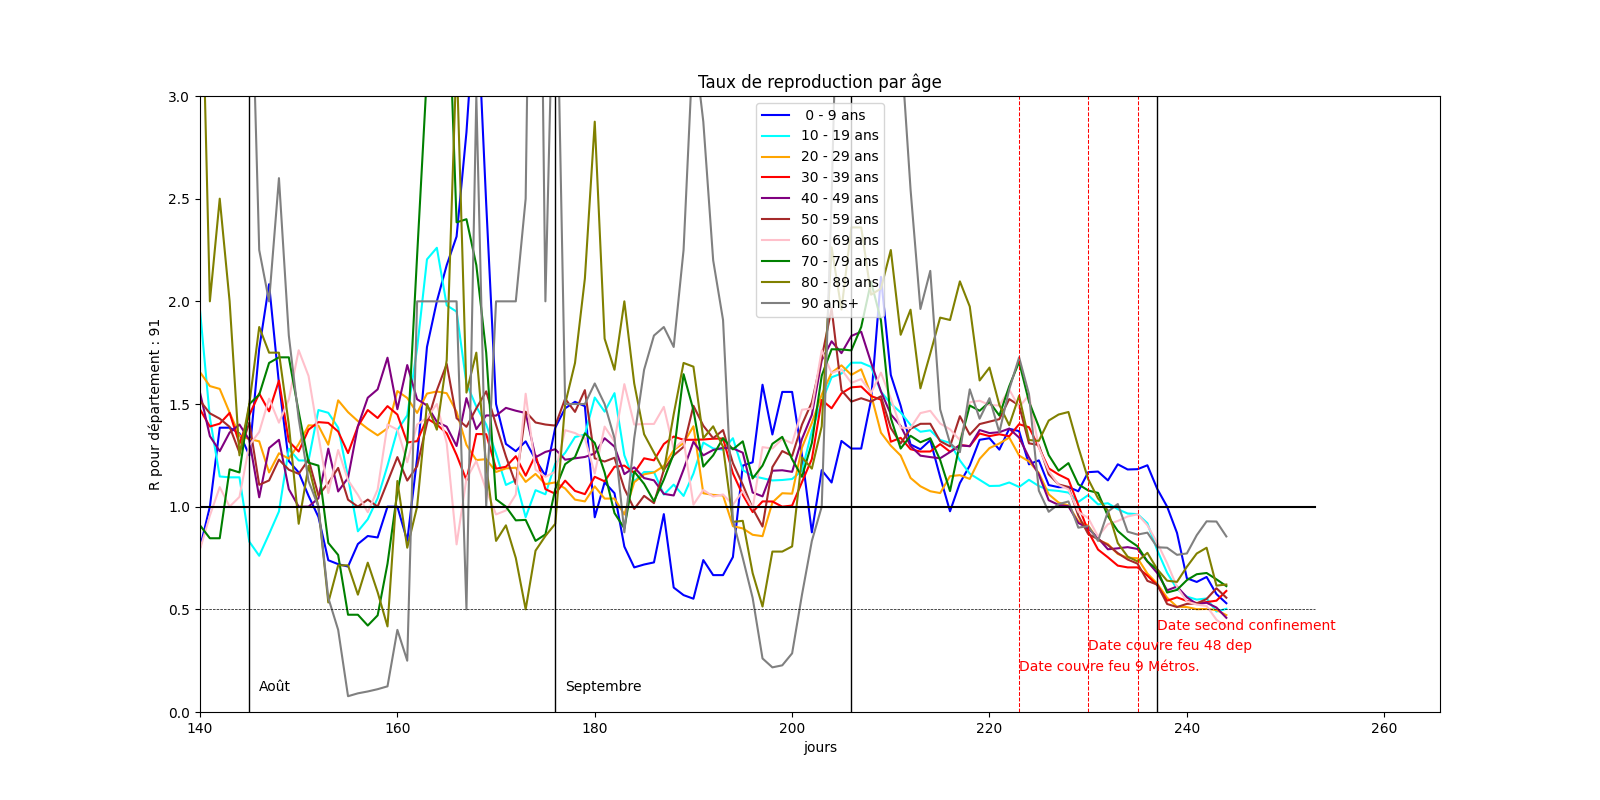 Taux de reproduction par âge
R pour département : 91
3.0
2.5
2.0
1.5
1.0
0.5
0.0
0 - 9 ans
10 - 19 ans
20 - 29 ans
30 - 39 ans
40 - 49 ans
50 - 59 ans
60 - 69 ans
70 - 79 ans
80 - 89 ans
90 ans+
Date second confinement
Date couvre feu 48 dep
Date couvre feu 9 Métros.
Août
Septembre
140
160
180
200
220
240
260
jours